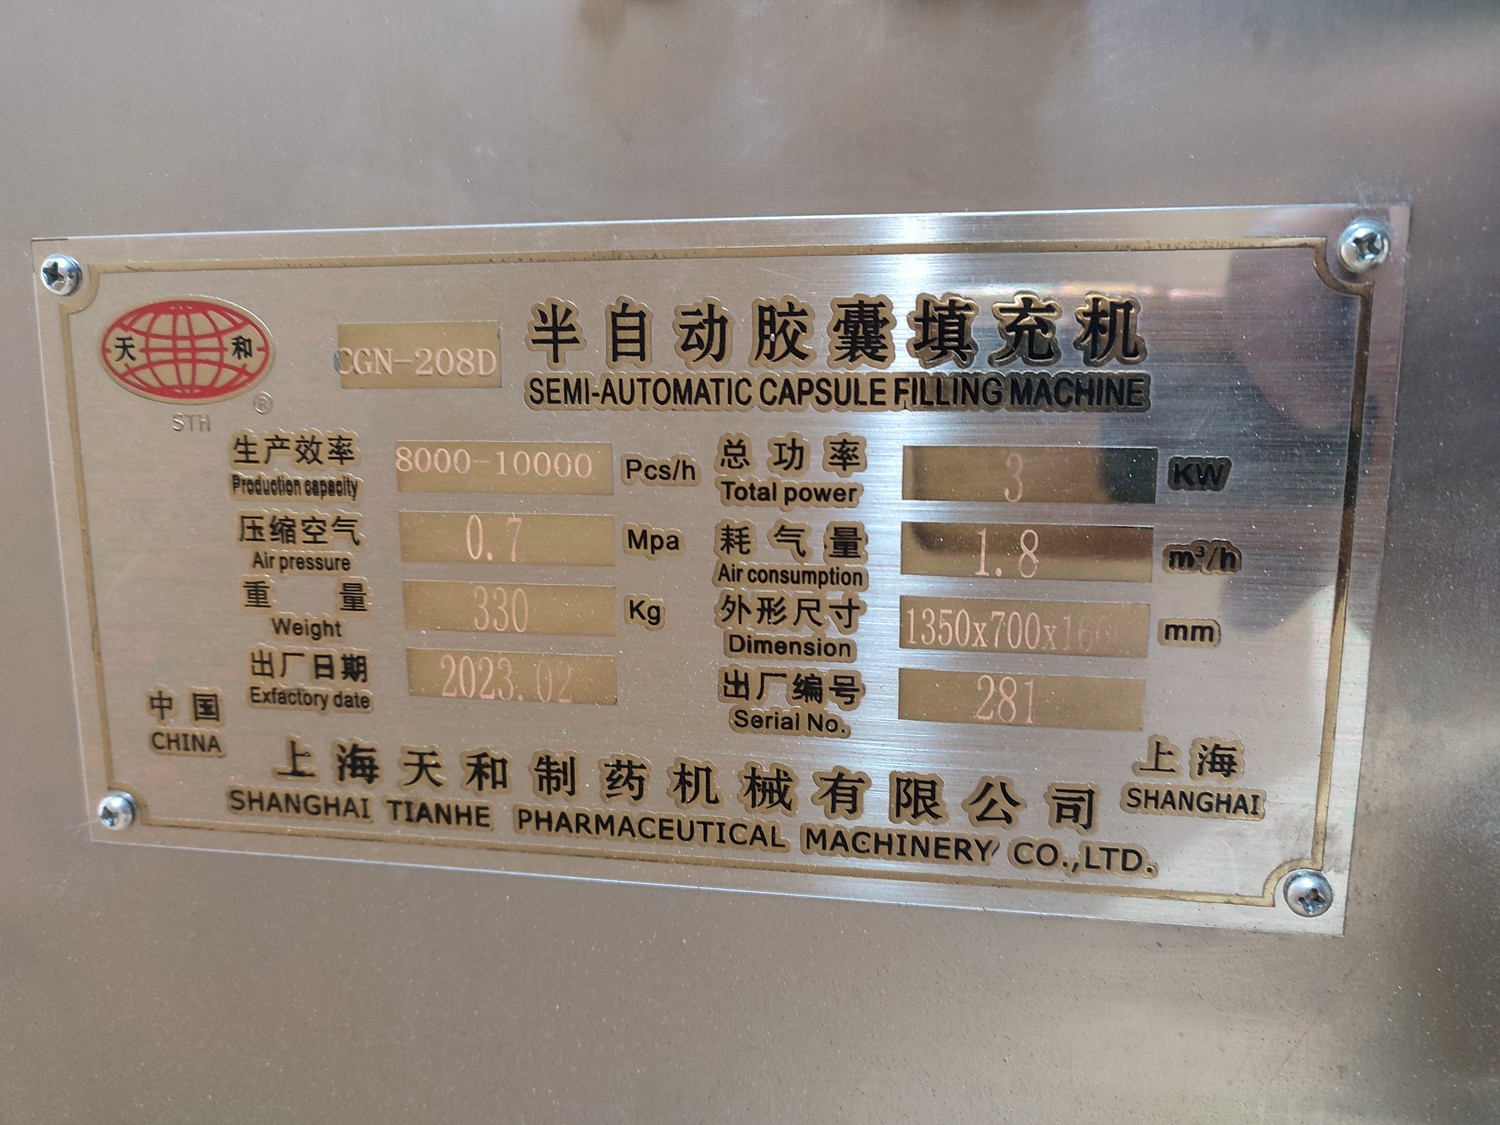 天和
STH ®
CGN-208D
半自动胶囊填充机
SEMI-AUTOMATIC CAPSULE FILLING MACHINE
生产效率 8000-10000 Pcs/h
Production capacity
总功率 3 KW
Total power
压缩空气 0.7 Mpa
Air pressure
耗气量 1.8 m³/h
Air consumption
重量 330 Kg
Weight
外形尺寸 mm
Dimension
出厂日期 2023.02
Exfactory date
出厂编号 281
Serial No.
中国
CHINA
上海天和制药机械有限公司
SHANGHAI TIANHE PHARMACEUTICAL MACHINERY CO.,LTD.
上海
SHANGHAI